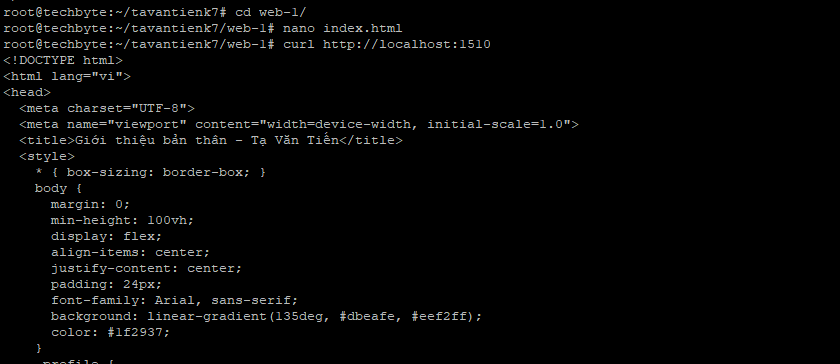 root@techbyte:~/tavantienk7# cd web-1/
root@techbyte:~/tavantienk7/web-1# nano index.html
root@techbyte:~/tavantienk7/web-1# curl http://localhost:1510
<!DOCTYPE html>
<html lang="vi">
<head>
  <meta charset="UTF-8">
  <meta name="viewport" content="width=device-width, initial-scale=1.0">
  <title>Giới thiệu bản thân - Tạ Văn Tiến</title>
  <style>
    * { box-sizing: border-box; }
    body {
      margin: 0;
      min-height: 100vh;
      display: flex;
      align-items: center;
      justify-content: center;
      padding: 24px;
      font-family: Arial, sans-serif;
      background: linear-gradient(135deg, #dbeafe, #eef2ff);
      color: #1f2937;
    }
    .profile {